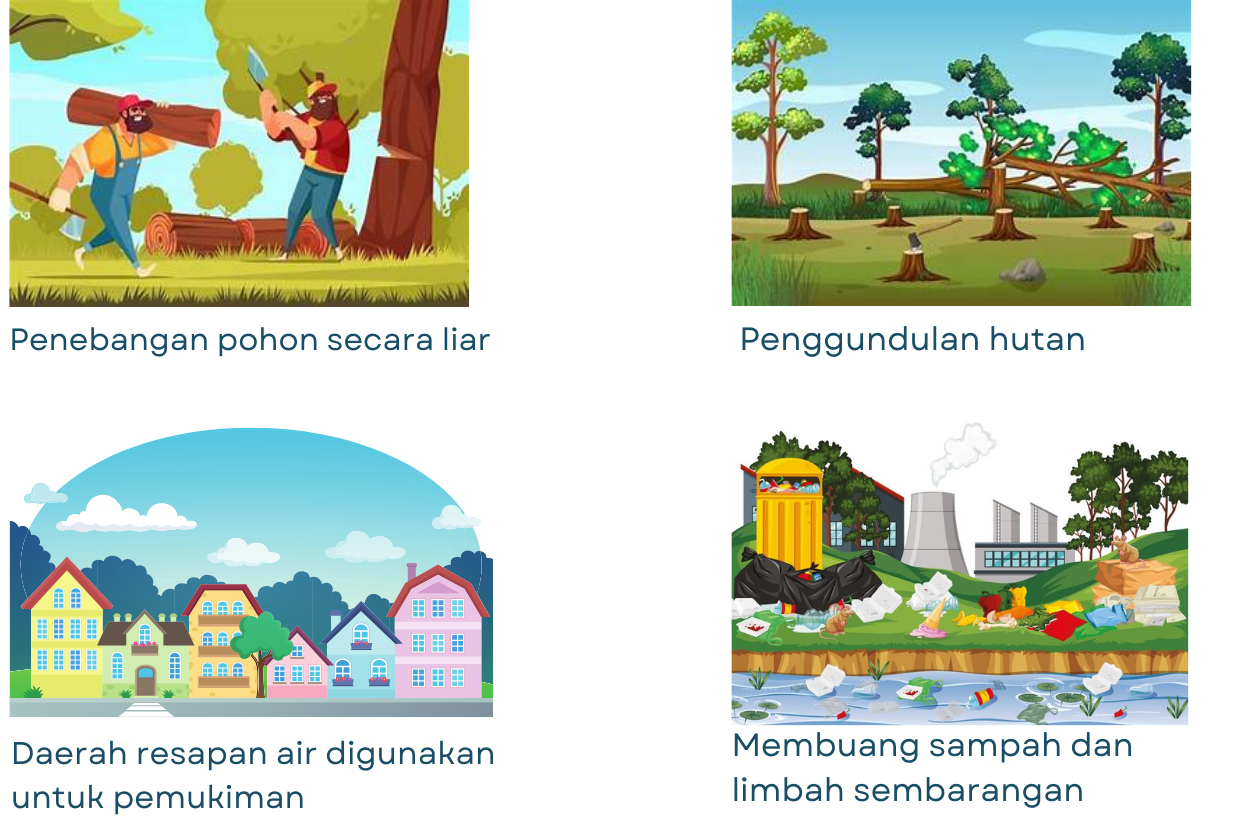 Penebangan pohon secara liar
Penggundulan hutan
Daerah resapan air digunakan
untuk pemukiman
Membuang sampah dan
limbah sembarangan